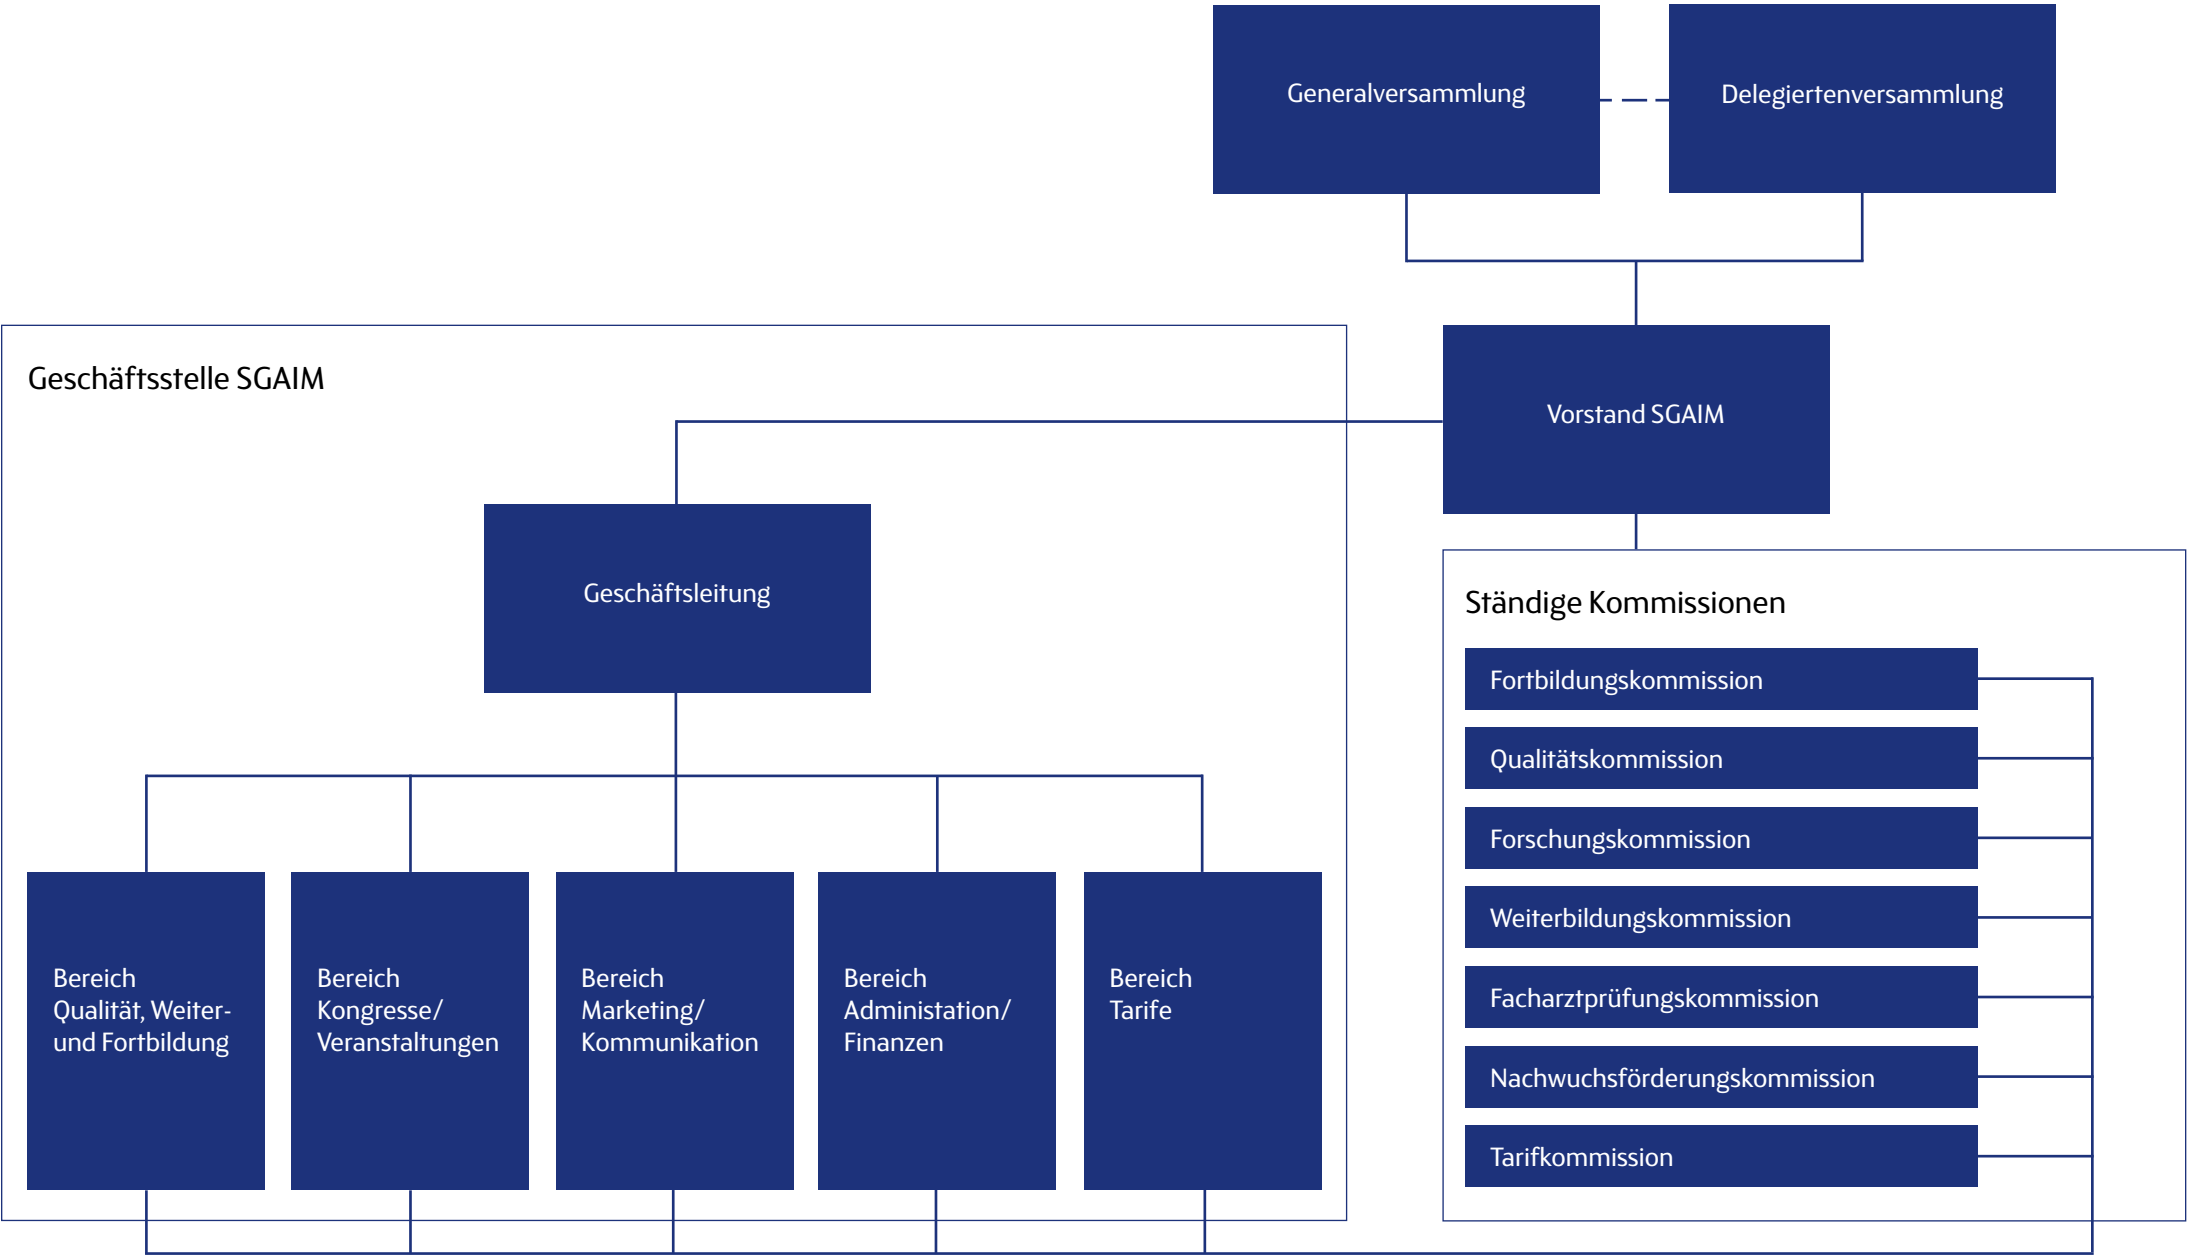 Generalversammlung
Delegiertenversammlung
Geschäftsstelle SGAIM
Vorstand SGAIM
Geschäftsleitung
Ständige Kommissionen
Fortbildungskommission
Qualitätskommission
Forschungskommission
Weiterbildungskommission
Facharztprüfungskommission
Nachwuchsförderungskommission
Tarifkommission
Bereich
Qualität, Weiter-
und Fortbildung
Bereich
Kongresse/
Veranstaltungen
Bereich
Marketing/
Kommunikation
Bereich
Administation/
Finanzen
Bereich
Tarife